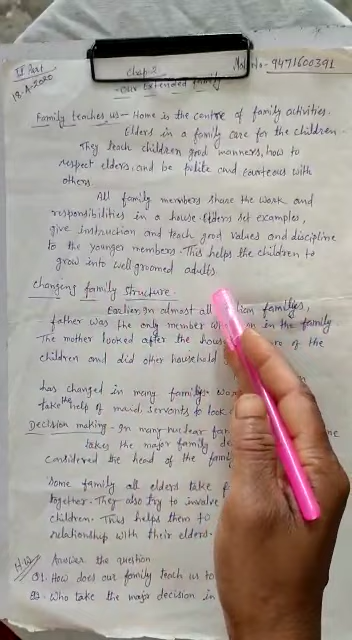 II Part
18-A-2020
Chap-2
Mob No- 9471600391
-Our Extended family
Family teaches us - Home is the centre of family activities.
Elders in a family care for the children.
They teach children good manners, how to
respect elders, and be polite and courteous with
others.
All family members share the work and
responsibilities in a house. Elders set examples,
give instruction and teach good values and discipline
to the younger members. This helps the children to
grow into well groomed adults.
Changing family structure.
Earlier, in almost all families,
father was the only member in the family.
The mother looked after the of the
children and did other household
has changed in many
take the help of maid. servants to look
Decision making - In many nuclear
takes the major family
considered the head of the
Some family all elders take
together. They also try to involve
children. This helps them to
relationship with their elders.
H.W Answer the question
Q1. How does our family teach us to
Q2. Who take the major decision in